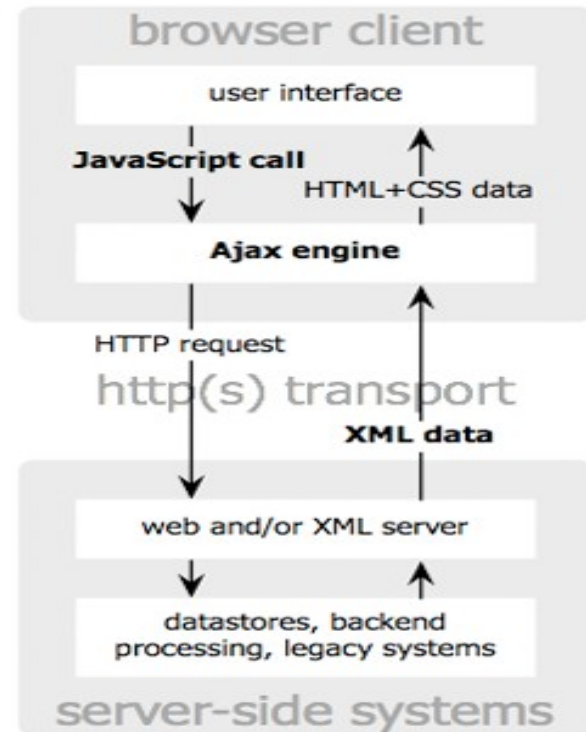 browser client
user interface
JavaScript call
HTML+CSS data
Ajax engine
HTTP request
http(s) transport
XML data
web and/or XML server
datastores, backend
processing, legacy systems
server-side systems